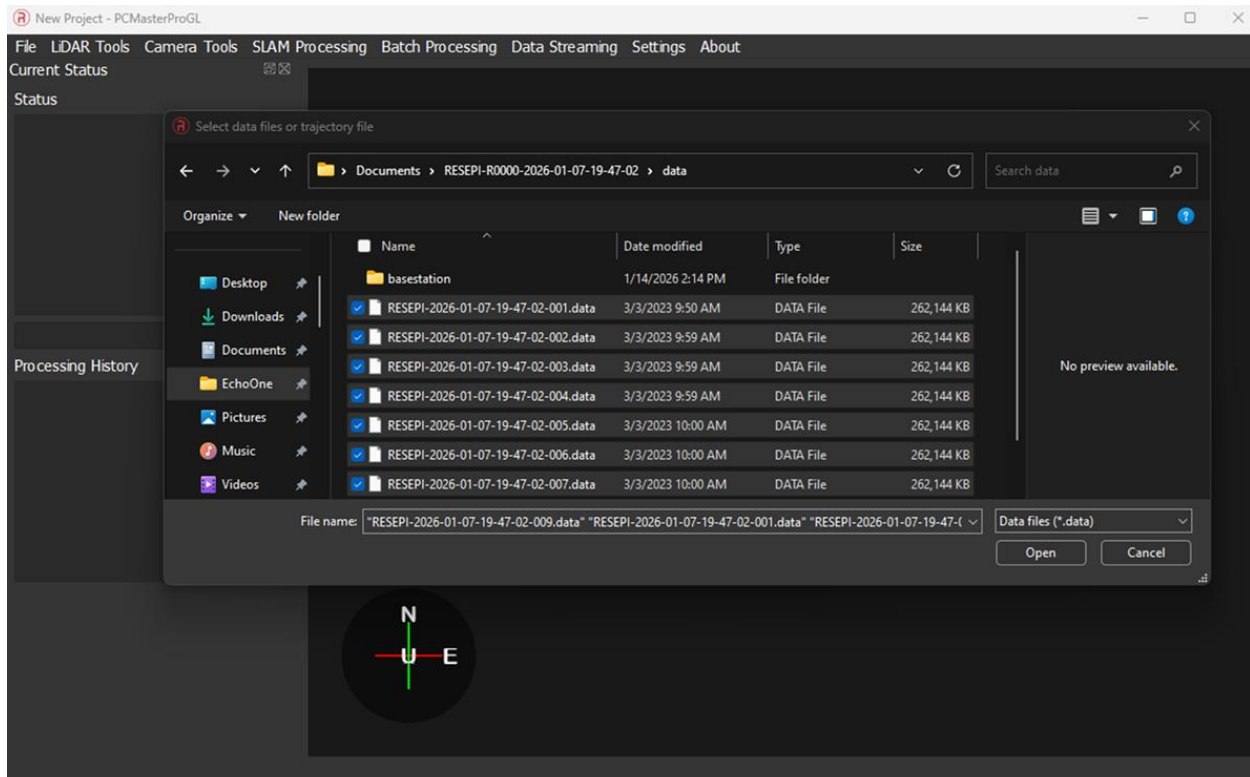 New Project - PCMasterProGL
File LiDAR Tools Camera Tools SLAM Processing Batch Processing Data Streaming Settings About
Current Status
Status
Select data files or trajectory file
Documents > RESEPI-R0000-2026-01-07-19-47-02 > data
Search data
Organize New folder
Name Date modified Type Size
basestation 1/14/2026 2:14 PM File folder
Desktop
RESEPI-2026-01-07-19-47-02-001.data 3/3/2023 9:50 AM DATA File 262,144 KB
Downloads
RESEPI-2026-01-07-19-47-02-002.data 3/3/2023 9:59 AM DATA File 262,144 KB
Documents
RESEPI-2026-01-07-19-47-02-003.data 3/3/2023 9:59 AM DATA File 262,144 KB
No preview available.
Processing History
EchoOne
RESEPI-2026-01-07-19-47-02-004.data 3/3/2023 9:59 AM DATA File 262,144 KB
Pictures
RESEPI-2026-01-07-19-47-02-005.data 3/3/2023 10:00 AM DATA File 262,144 KB
Music
RESEPI-2026-01-07-19-47-02-006.data 3/3/2023 10:00 AM DATA File 262,144 KB
Videos
RESEPI-2026-01-07-19-47-02-007.data 3/3/2023 10:00 AM DATA File 262,144 KB
File name: "RESEPI-2026-01-07-19-47-02-009.data" "RESEPI-2026-01-07-19-47-02-001.data" "RESEPI-2026-01-07-19-47-(
Data files (*.data)
Open Cancel
N
U E